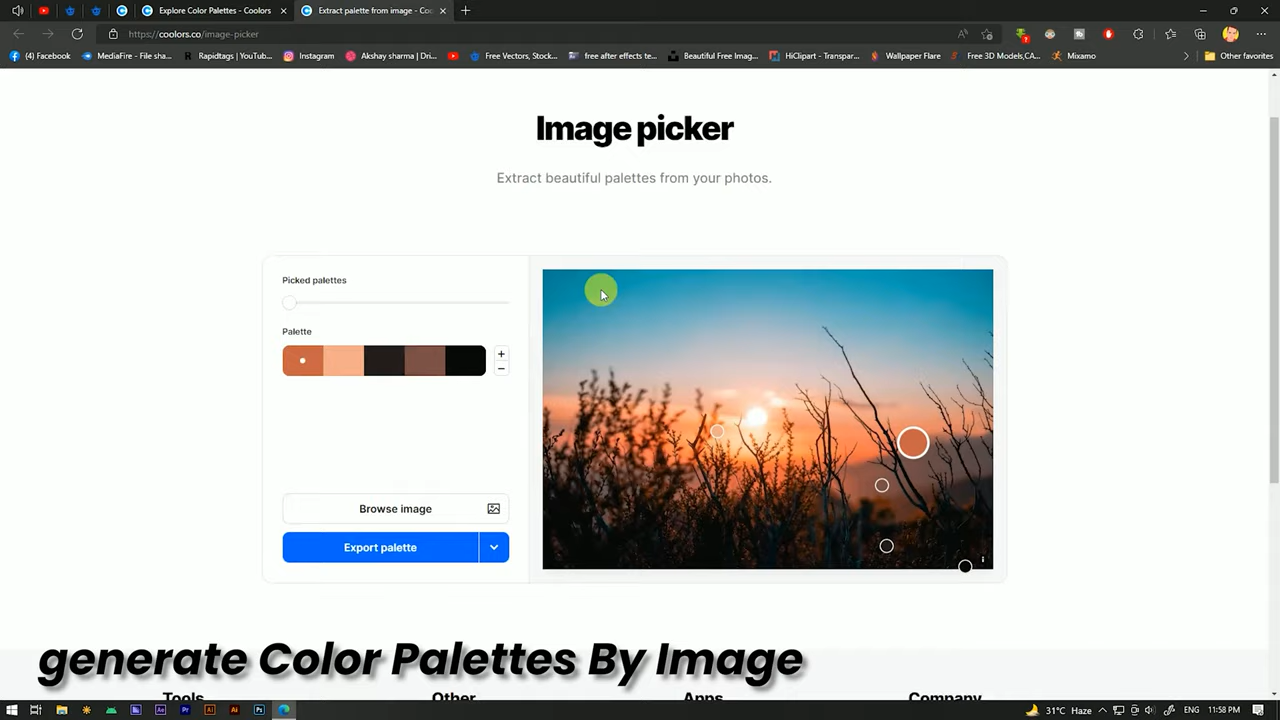 Explore Color Palettes - Coolors
Extract palette from image - Coo
https://coolors.co/image-picker
(4) Facebook
MediaFire - File sha...
Rapidtags | YouTub...
Instagram
Akshay sharma | Dri...
Free Vectors, Stock...
free after effects te...
Beautiful Free Imag...
HiClipart - Transpar...
Wallpaper Flare
Free 3D Models,CA...
Mixamo
Other favorites
Image picker
Extract beautiful palettes from your photos.
Picked palettes
Palette
Browse image
Export palette
generate Color Palettes By Image
Tools
Other
Apps
Company
31°C Haze
ENG
11:58 PM